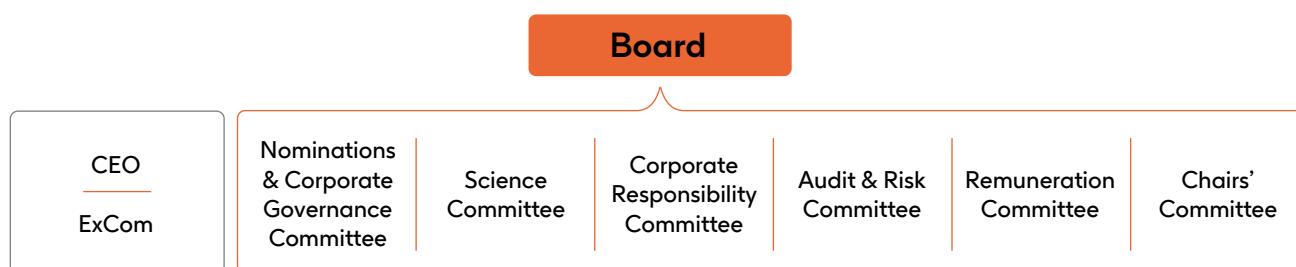 Board
CEO
ExCom
Nominations
& Corporate
Governance
Committee
Science
Committee
Corporate
Responsibility
Committee
Audit & Risk
Committee
Remuneration
Committee
Chairs’
Committee